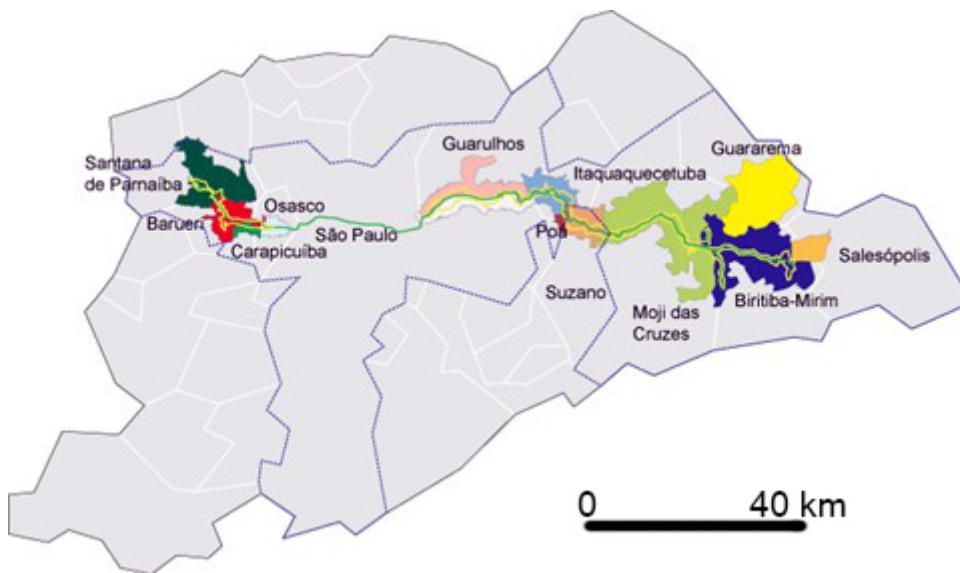 Guarulhos
Guararema
Santana
de Parnaíba
Itaquaquecetuba
Osasco
Barueri
São Paulo
Poá
Carapicuíba
Salesópolis
Suzano
Moji das
Cruzes
Biritiba-Mirim
0 40 km